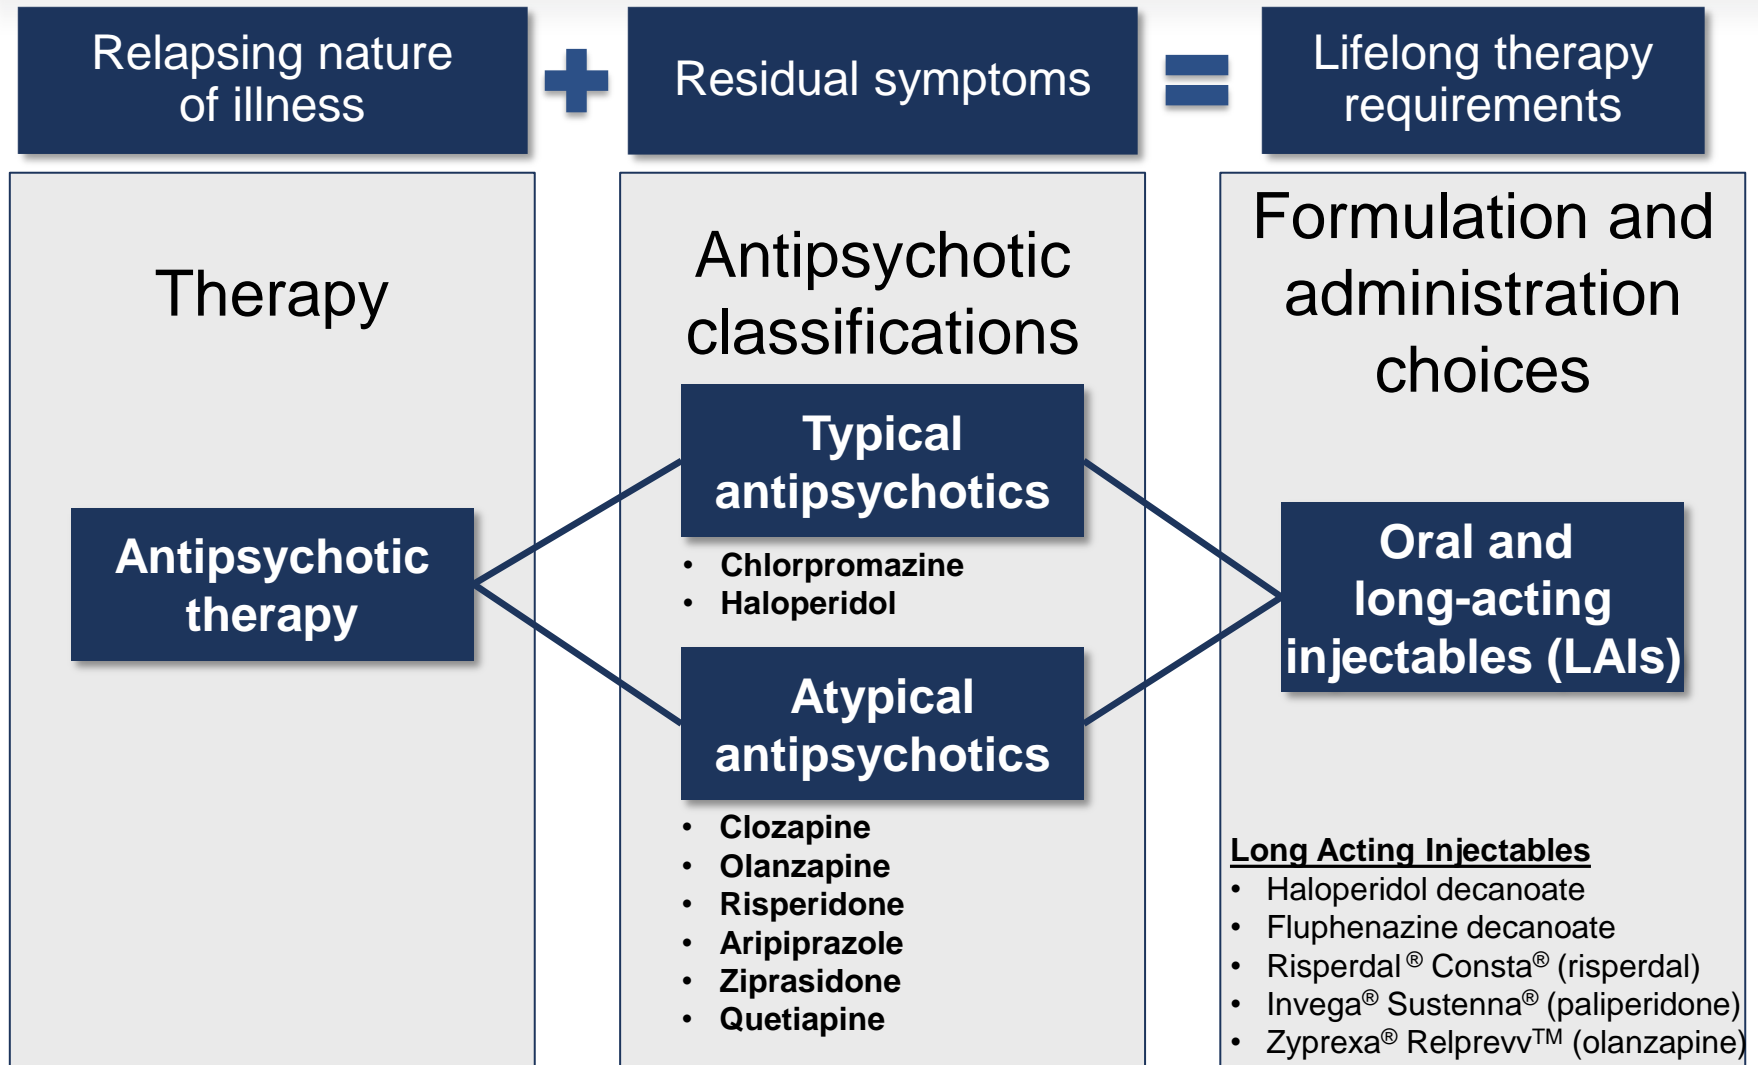 Relapsing nature
of illness
Residual symptoms
Lifelong therapy
requirements
Therapy
Antipsychotic
therapy
Antipsychotic
classifications
Typical
antipsychotics
• Chlorpromazine
• Haloperidol
Atypical
antipsychotics
• Clozapine
• Olanzapine
• Risperidone
• Aripiprazole
• Ziprasidone
• Quetiapine
Formulation and
administration
choices
Oral and
long-acting
injectables (LAIs)
Long Acting Injectables
• Haloperidol decanoate
• Fluphenazine decanoate
• Risperdal® Consta® (risperdal)
• Invega® Sustenna® (paliperidone)
• Zyprexa® Relprevv™ (olanzapine)